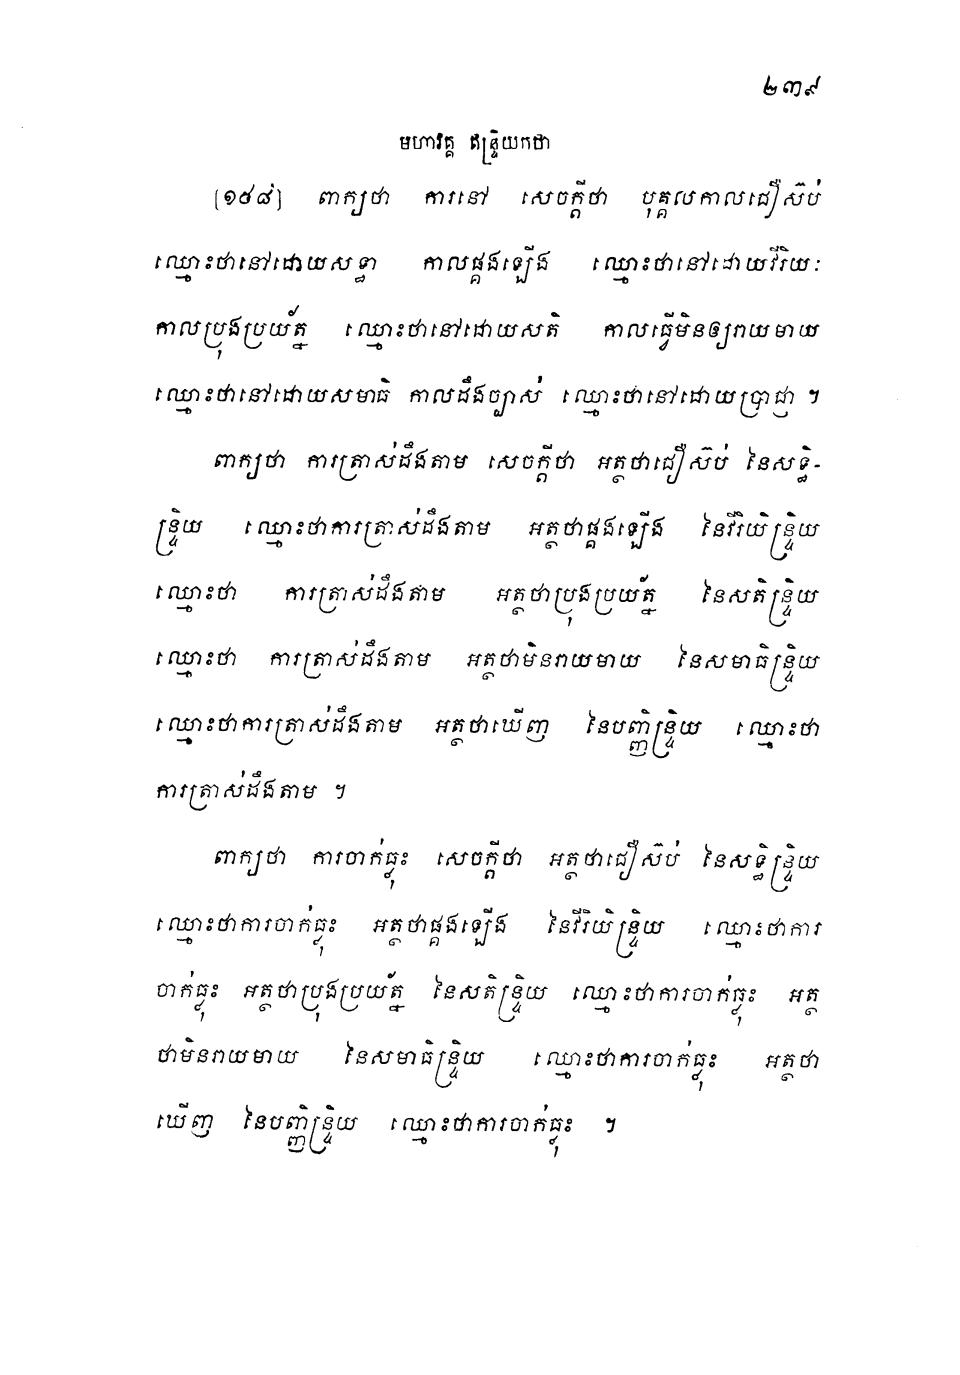 ២៣៩
មហាវគ្គ ឥន្ទ្រិយកថា
[១៩៨] ពាក្យថា ការនៅ សេចក្តីថា បុគ្គលកាលជឿស៊ប់
ឈ្មោះថានៅដោយសទ្ធា កាលផ្គងឡើង ឈ្មោះថានៅដោយវីរិយៈ
កាលប្រុងប្រយ័ត្ន ឈ្មោះថានៅដោយសតិ កាលធ្វើមិនឲ្យរាយមាយ
ឈ្មោះថានៅដោយសមាធិ កាលដឹងច្បាស់ ឈ្មោះថានៅដោយប្រាជ្ញា ។
ពាក្យថា ការត្រាស់ដឹងតាម សេចក្តីថា អត្ថថាជឿស៊ប់ នៃសទ្ធិ-
ន្ទ្រិយ ឈ្មោះថាការត្រាស់ដឹងតាម អត្ថថាផ្គងឡើង នៃវីរិយិន្ទ្រិយ
ឈ្មោះថា ការត្រាស់ដឹងតាម អត្ថថាប្រុងប្រយ័ត្ន នៃសតិន្ទ្រិយ
ឈ្មោះថា ការត្រាស់ដឹងតាម អត្ថថាមិនរាយមាយ នៃសមាធិន្ទ្រិយ
ឈ្មោះថាការត្រាស់ដឹងតាម អត្ថថាឃើញ នៃបញ្ញិន្ទ្រិយ ឈ្មោះថា
ការត្រាស់ដឹងតាម ។
ពាក្យថា ការចាក់ធ្លុះ សេចក្តីថា អត្ថថាជឿស៊ប់ នៃសទ្ធិន្ទ្រិយ
ឈ្មោះថាការចាក់ធ្លុះ អត្ថថាផ្គងឡើង នៃវីរិយិន្ទ្រិយ ឈ្មោះថាការ
ចាក់ធ្លុះ អត្ថថាប្រុងប្រយ័ត្ន នៃសតិន្ទ្រិយ ឈ្មោះថាការចាក់ធ្លុះ អត្ថ
ថាមិនរាយមាយ នៃសមាធិន្ទ្រិយ ឈ្មោះថាការចាក់ធ្លុះ អត្ថថា
ឃើញ នៃបញ្ញិន្ទ្រិយ ឈ្មោះថាការចាក់ធ្លុះ ។